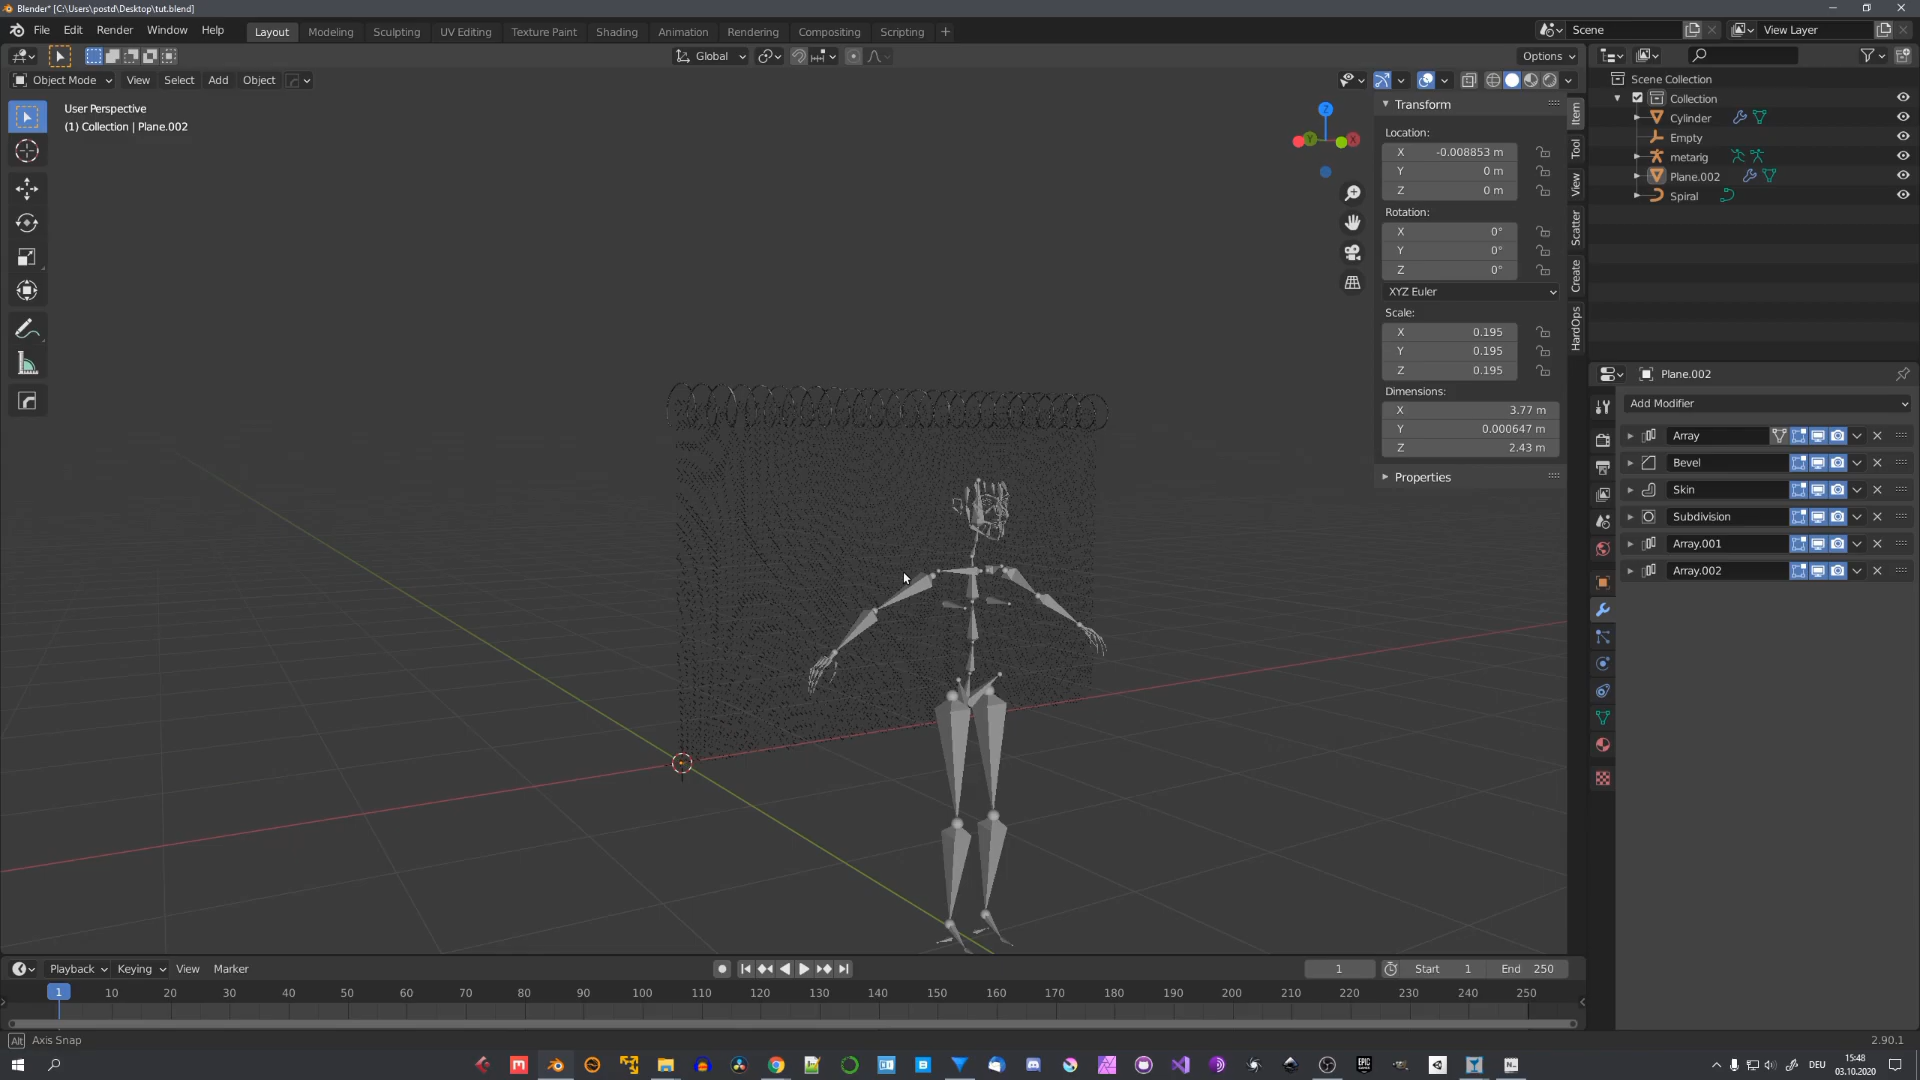 Blender* [C:\Users\postd\Desktop\tut.blend]
File Edit Render Window Help
Layout Modeling Sculpting UV Editing Texture Paint Shading Animation Rendering Compositing Scripting +
Scene
View Layer
Global
Options
Object Mode View Select Add Object
User Perspective
(1) Collection | Plane.002
Z
Y
X
Transform
Location:
X -0.008853 m
Y 0 m
Z 0 m
Rotation:
X 0°
Y 0°
Z 0°
XYZ Euler
Scale:
X 0.195
Y 0.195
Z 0.195
Dimensions:
X 3.77 m
Y 0.000647 m
Z 2.43 m
Properties
Item
Tool
View
Scatter
Create
HardOps
Scene Collection
Collection
Cylinder
Empty
metarig
Plane.002
Spiral
Plane.002
Add Modifier
Array
Bevel
Skin
Subdivision
Array.001
Array.002
Playback Keying View Marker
1
Start 1
End 250
1 10 20 30 40 50 60 70 80 90 100 110 120 130 140 150 160 170 180 190 200 210 220 230 240 250
Alt Axis Snap
2.90.1
DEU
15:48
03.10.2020